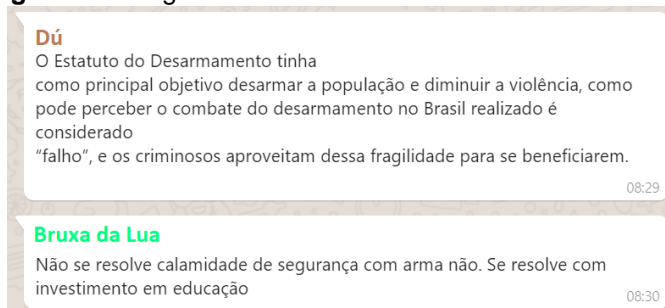 Dú
O Estatuto do Desarmamento tinha
como principal objetivo desarmar a população e diminuir a violência, como
pode perceber o combate do desarmamento no Brasil realizado é
considerado
“falho”, e os criminosos aproveitam dessa fragilidade para se beneficiarem.
08:29
Bruxa da Lua
Não se resolve calamidade de segurança com arma não. Se resolve com
investimento em educação
08:30